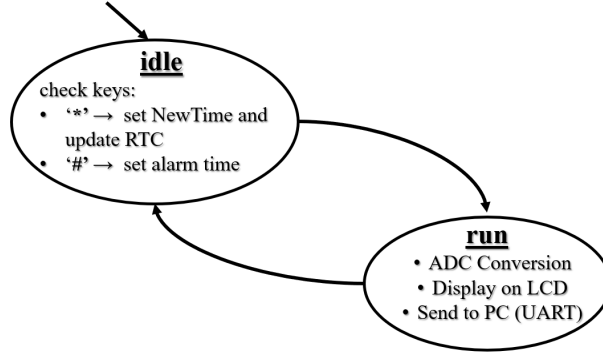 idle
check keys:
• ‘*’ → set NewTime and
update RTC
• ‘#’ → set alarm time
run
• ADC Conversion
• Display on LCD
• Send to PC (UART)